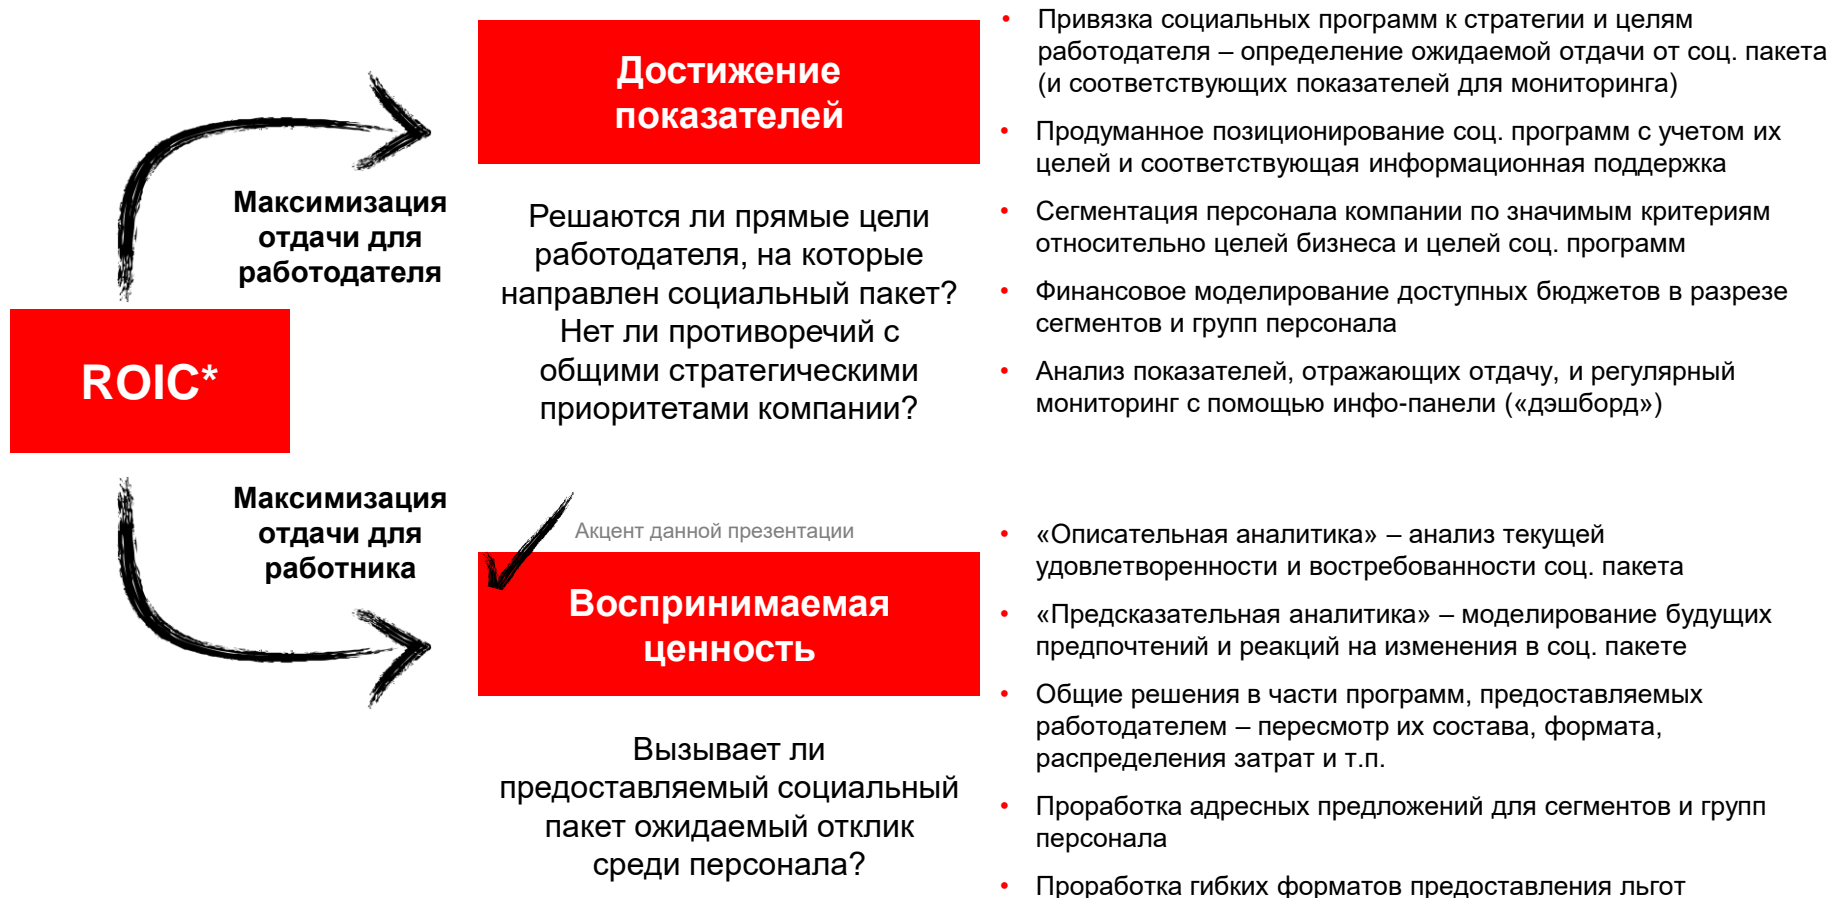 ROIC*
Максимизация
отдачи для
работодателя
Достижение
показателей
Решаются ли прямые цели
работодателя, на которые
направлен социальный пакет?
Нет ли противоречий с
общими стратегическими
приоритетами компании?
• Привязка социальных программ к стратегии и целям
работодателя – определение ожидаемой отдачи от соц. пакета
(и соответствующих показателей для мониторинга)
• Продуманное позиционирование соц. программ с учетом их
целей и соответствующая информационная поддержка
• Сегментация персонала компании по значимым критериям
относительно целей бизнеса и целей соц. программ
• Финансовое моделирование доступных бюджетов в разрезе
сегментов и групп персонала
• Анализ показателей, отражающих отдачу, и регулярный
мониторинг с помощью инфо-панели («дэшборд»)
Максимизация
отдачи для
работника
Акцент данной презентации
Воспринимаемая
ценность
Вызывает ли
предоставляемый социальный
пакет ожидаемый отклик
среди персонала?
• «Описательная аналитика» – анализ текущей
удовлетворенности и востребованности соц. пакета
• «Предсказательная аналитика» – моделирование будущих
предпочтений и реакций на изменения в соц. пакете
• Общие решения в части программ, предоставляемых
работодателем – пересмотр их состава, формата,
распределения затрат и т.п.
• Проработка адресных предложений для сегментов и групп
персонала
• Проработка гибких форматов предоставления льгот